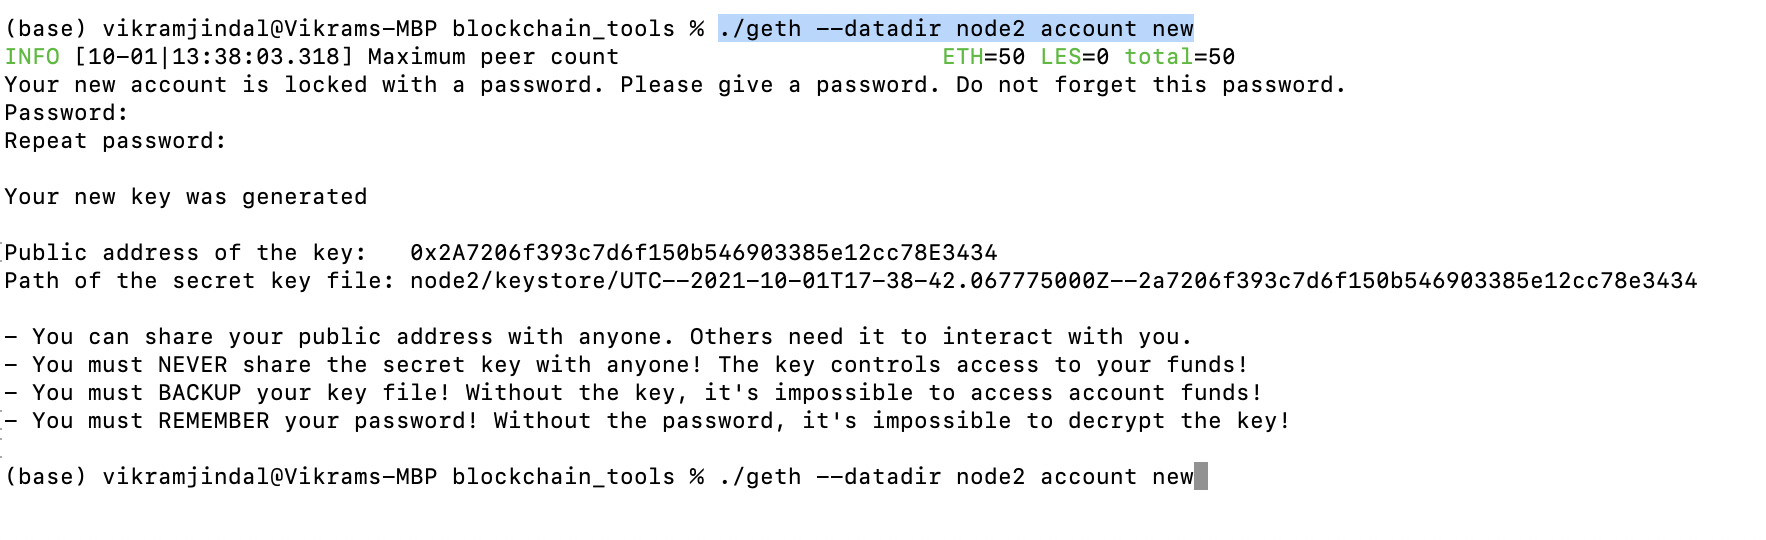 (base) vikramjindal@Vikrams-MBP blockchain_tools % ./geth --datadir node2 account new
INFO [10-01|13:38:03.318] Maximum peer count                       ETH=50 LES=0 total=50
Your new account is locked with a password. Please give a password. Do not forget this password.
Password:
Repeat password:
Your new key was generated
Public address of the key:   0x2A7206f393c7d6f150b546903385e12cc78E3434
Path of the secret key file: node2/keystore/UTC--2021-10-01T17-38-42.067775000Z--2a7206f393c7d6f150b546903385e12cc78e3434
- You can share your public address with anyone. Others need it to interact with you.
- You must NEVER share the secret key with anyone! The key controls access to your funds!
- You must BACKUP your key file! Without the key, it's impossible to access account funds!
- You must REMEMBER your password! Without the password, it's impossible to decrypt the key!
(base) vikramjindal@Vikrams-MBP blockchain_tools % ./geth --datadir node2 account new